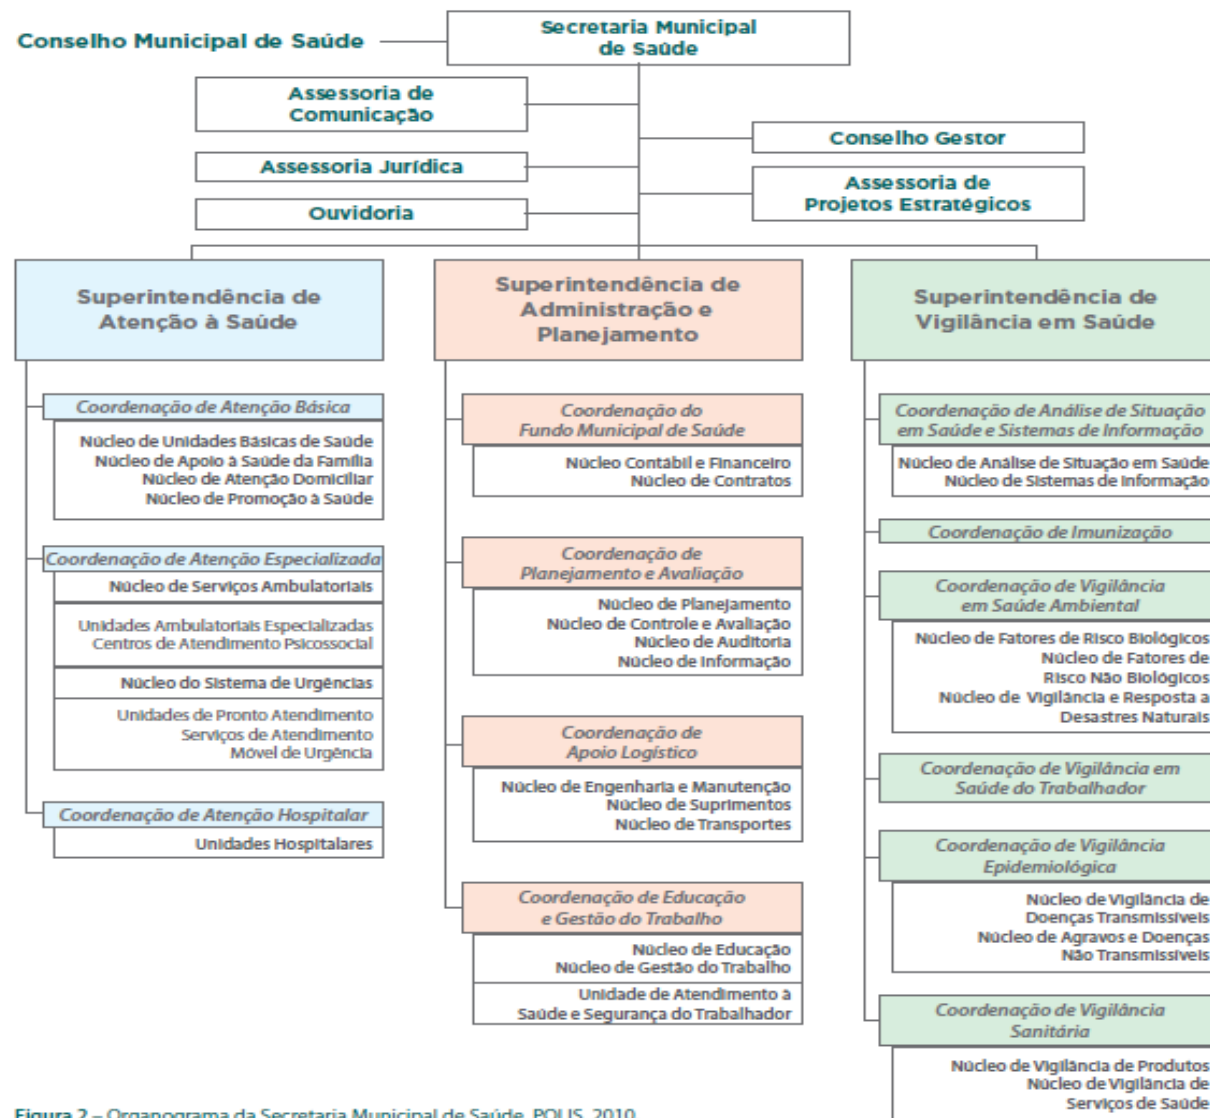 Conselho Municipal de Saúde
Secretaria Municipal
de Saúde
Assessoria de
Comunicação
Conselho Gestor
Assessoria Jurídica
Assessoria de
Projetos Estratégicos
Ouvidoria
Superintendência de
Atenção à Saúde
Coordenação de Atenção Básica
Núcleo de Unidades Básicas de Saúde
Núcleo de Apoio à Saúde da Família
Núcleo de Atenção Domiciliar
Núcleo de Promoção à Saúde
Coordenação de Atenção Especializada
Núcleo de Serviços Ambulatoriais
Unidades Ambulatoriais Especializadas
Centros de Atendimento Psicossocial
Núcleo do Sistema de Urgências
Unidades de Pronto Atendimento
Serviços de Atendimento
Móvel de Urgência
Coordenação de Atenção Hospitalar
Unidades Hospitalares
Superintendência de
Administração e
Planejamento
Coordenação do
Fundo Municipal de Saúde
Núcleo Contábil e Financeiro
Núcleo de Contratos
Coordenação de
Planejamento e Avaliação
Núcleo de Planejamento
Núcleo de Controle e Avaliação
Núcleo de Auditoria
Núcleo de Informação
Coordenação de
Apoio Logístico
Núcleo de Engenharia e Manutenção
Núcleo de Suprimentos
Núcleo de Transportes
Coordenação de Educação
e Gestão do Trabalho
Núcleo de Educação
Núcleo de Gestão do Trabalho
Unidade de Atendimento à
Saúde e Segurança do Trabalhador
Superintendência de
Vigilância em Saúde
Coordenação de Análise de Situação
em Saúde e Sistemas de Informação
Núcleo de Análise de Situação em Saúde
Núcleo de Sistemas de Informação
Coordenação de Imunização
Coordenação de Vigilância
em Saúde Ambiental
Núcleo de Fatores de Risco Biológicos
Núcleo de Fatores de
Risco Não Biológicos
Núcleo de Vigilância e Resposta a
Desastres Naturais
Coordenação de Vigilância em
Saúde do Trabalhador
Coordenação de Vigilância
Epidemiológica
Núcleo de Vigilância de
Doenças Transmissíveis
Núcleo de Agravos e Doenças
Não Transmissíveis
Coordenação de Vigilância
Sanitária
Núcleo de Vigilância de Produtos
Núcleo de Vigilância de
Serviços de Saúde
Figura 2 – Organograma da Secretaria Municipal de Saúde, POLIS, 2010